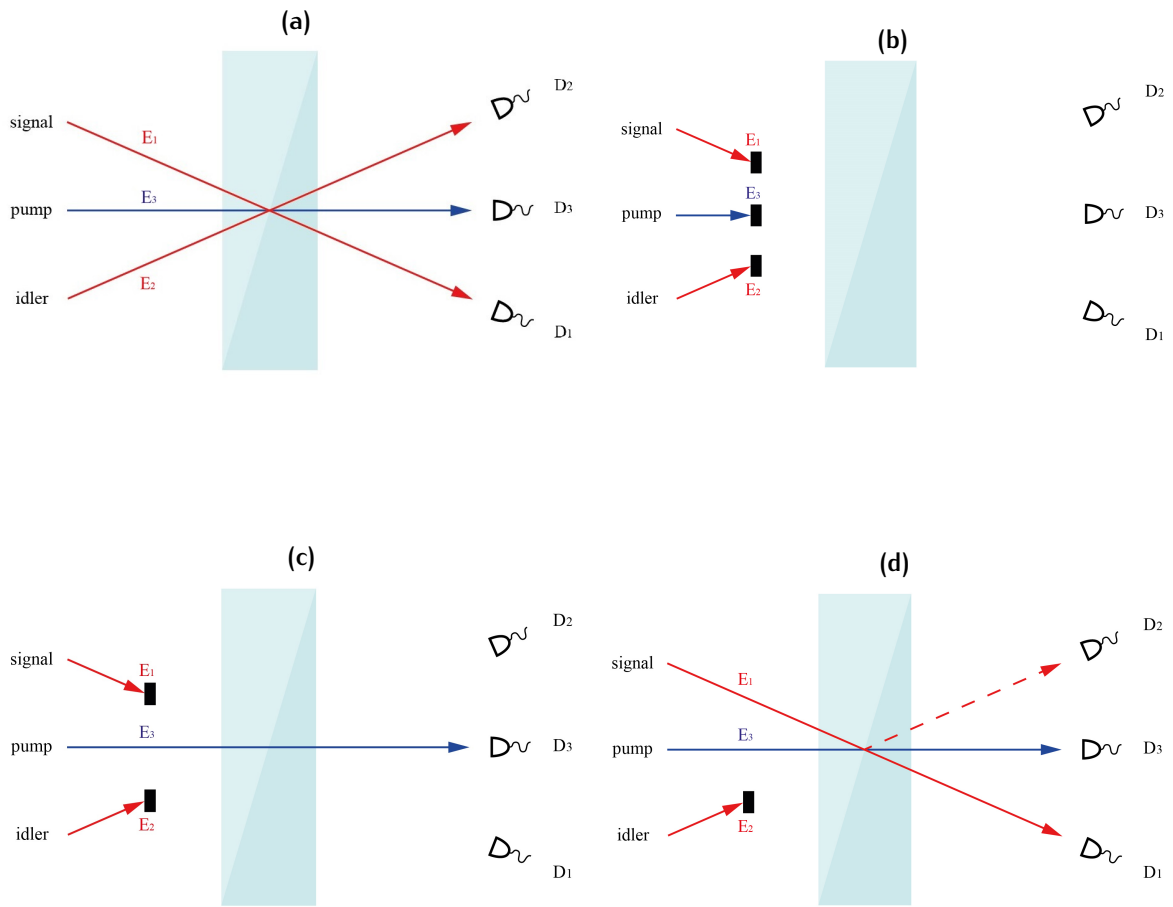 (a)
D2
signal
E1
pump
E3
D3
idler
E2
D1
(b)
D2
signal
E1
E3
pump
D3
idler
E2
D1
(c)
D2
signal
E1
E3
pump
D3
E2
idler
D1
(d)
D2
signal
E1
E3
pump
D3
E2
idler
D1